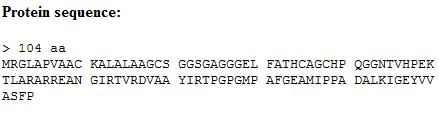 Protein sequence:
> 104 aa
MRGLAPVAAC KALALAAGCS GGSGAGGGEL FATHCAGCHP QGGNTVHPEK
TLARARREAN GIRTVRDVAA YIRTPGPGMP AFGEAMIPPA DALKIGEYVV
ASFP